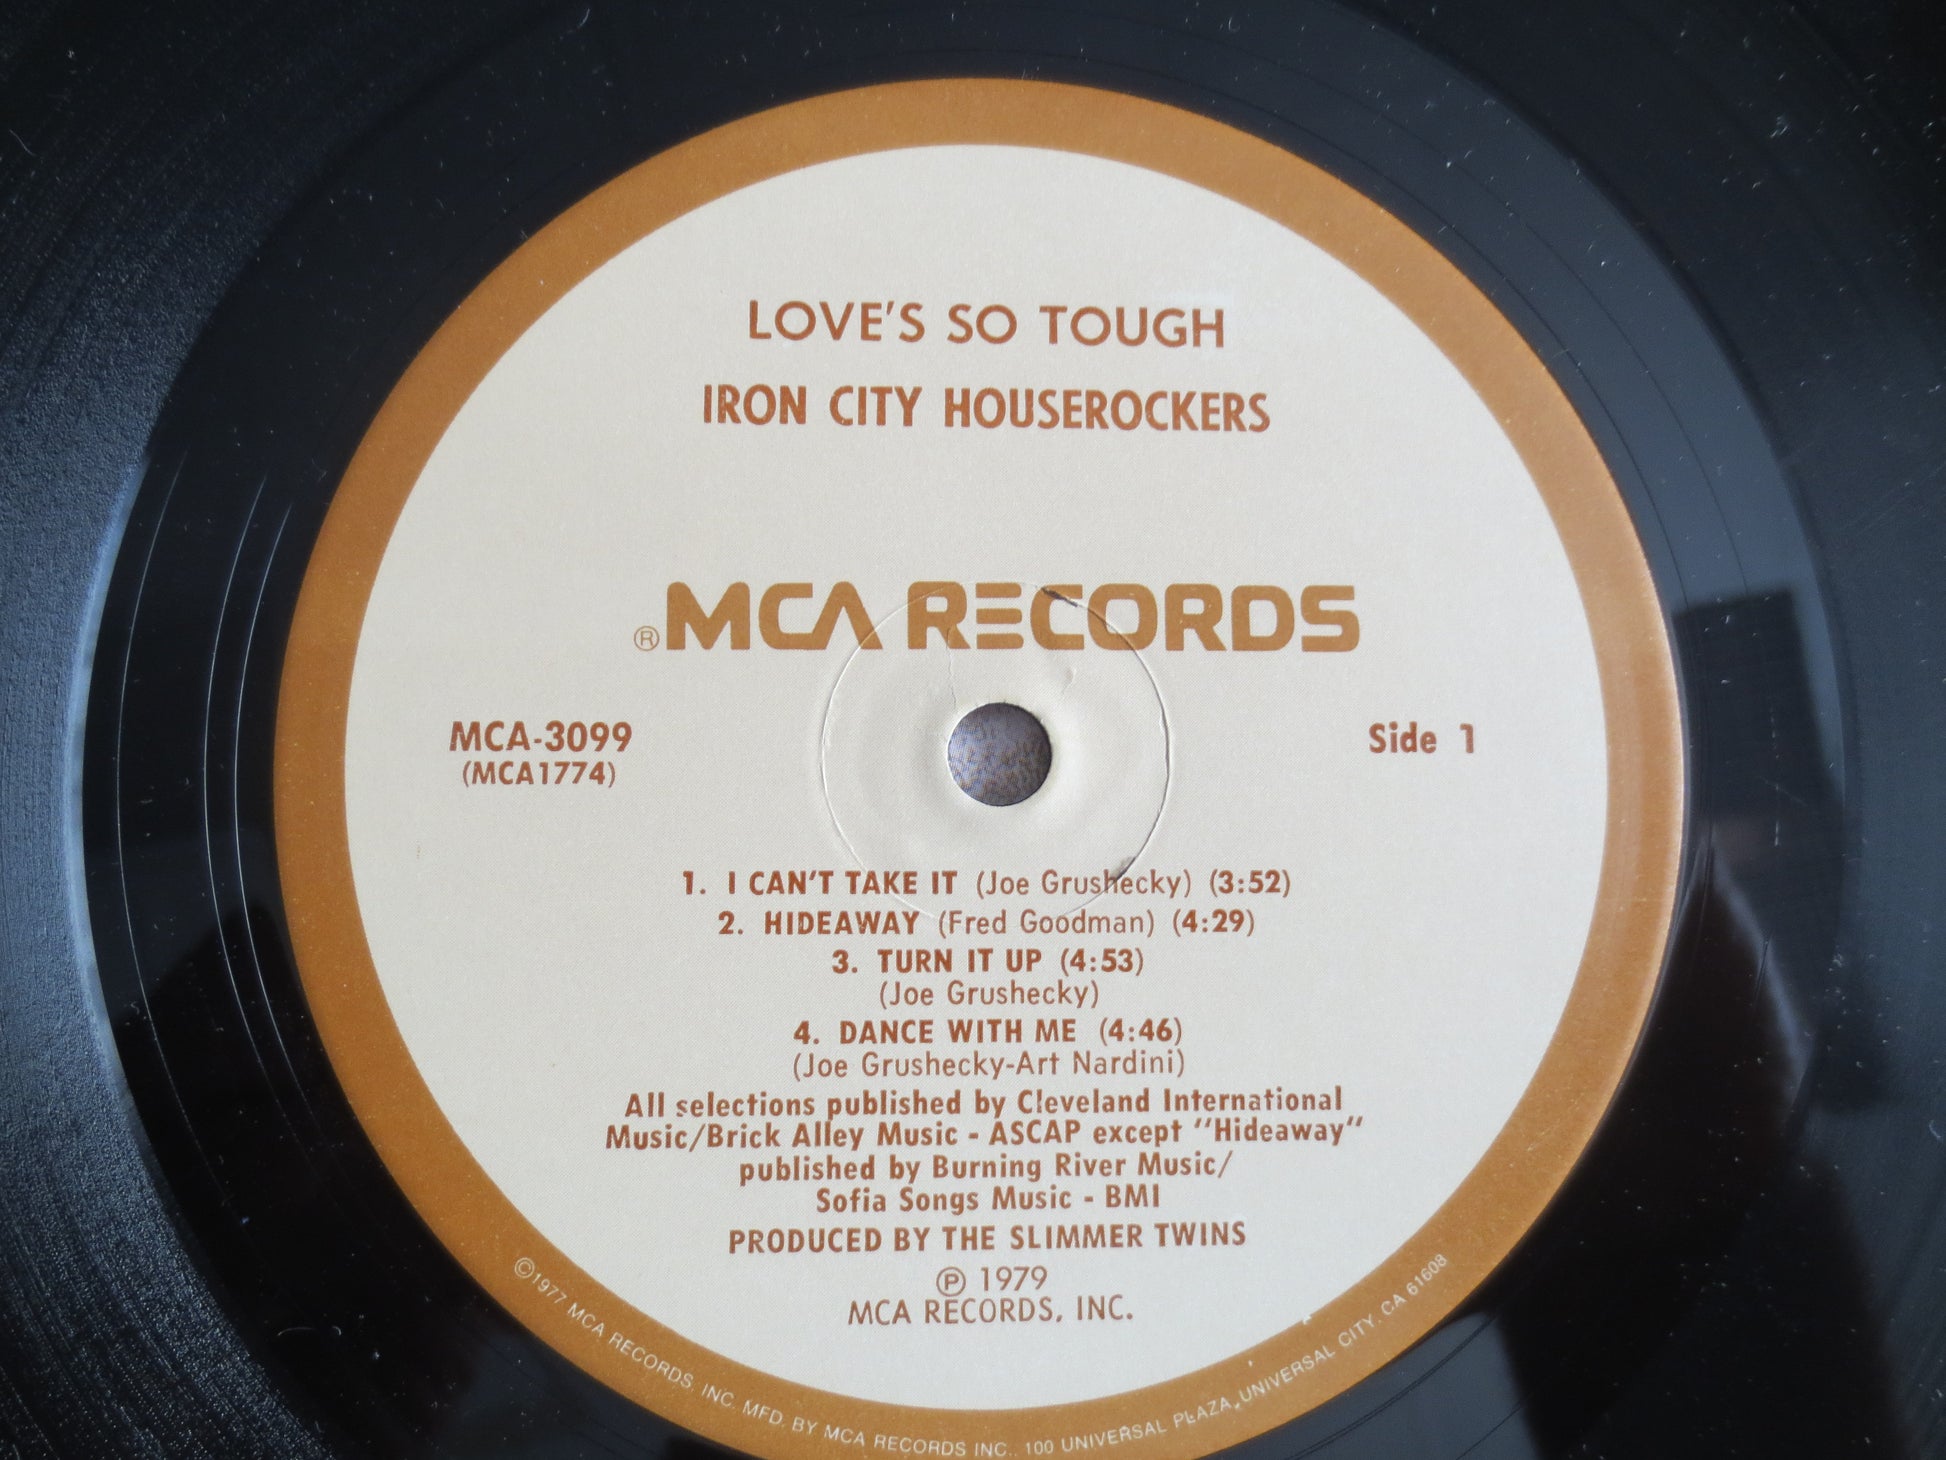 LOVE'S SO TOUGH
IRON CITY HOUSEROCKERS
® MCA RECORDS
MCA-3099
(MCA1774)
Side 1
1. I CAN'T TAKE IT (Joe Grushecky) (3:52)
2. HIDEAWAY (Fred Goodman) (4:29)
3. TURN IT UP (4:53)
(Joe Grushecky)
4. DANCE WITH ME (4:46)
(Joe Grushecky-Art Nardini)
All selections published by Cleveland International
Music/Brick Alley Music - ASCAP except "Hideaway"
published by Burning River Music/
Sofia Songs Music - BMI
PRODUCED BY THE SLIMMER TWINS
℗ 1979
MCA RECORDS, INC.
©1977 MCA RECORDS, INC. MFD. BY MCA RECORDS INC., 100 UNIVERSAL PLAZA, UNIVERSAL CITY, CA 61608